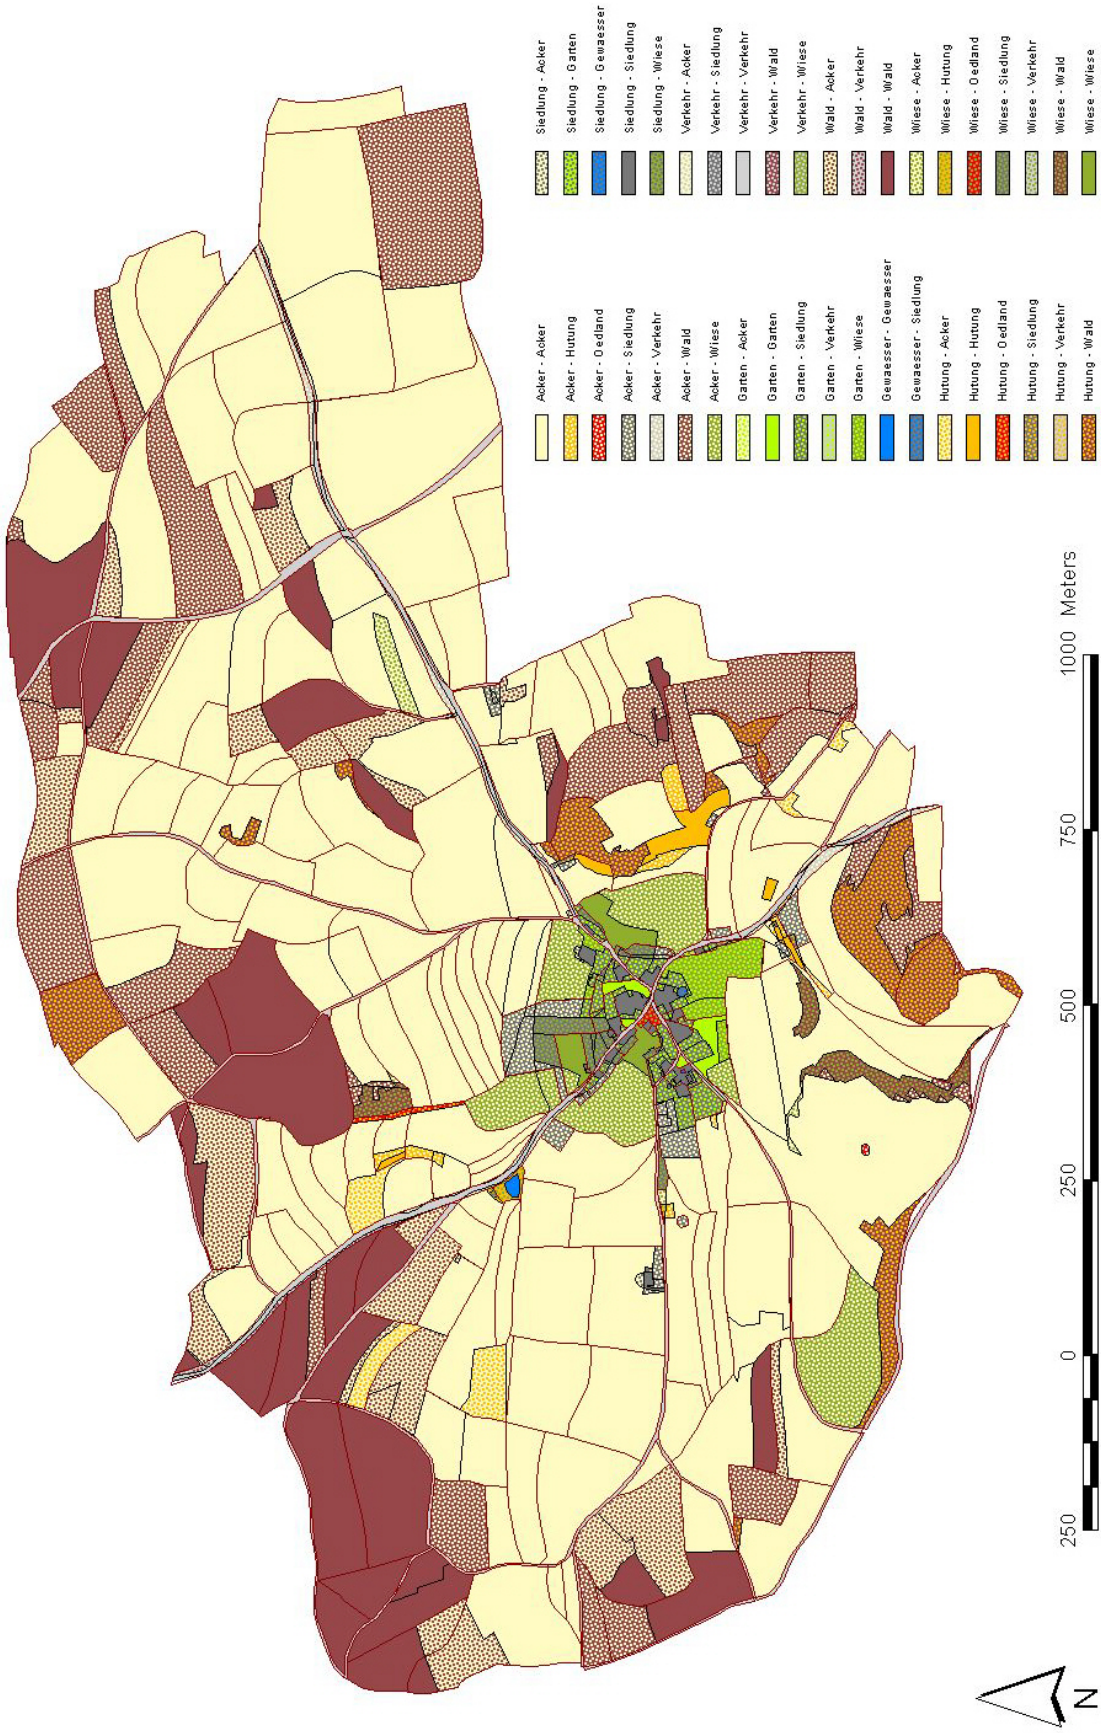 Siedlung - Acker
Siedlung - Garten
Siedlung - Gewaesser
Siedlung - Siedlung
Siedlung - Wiese
Verkehr - Acker
Verkehr - Siedlung
Verkehr - Verkehr
Verkehr - Wald
Verkehr - Wiese
Wald - Acker
Wald - Verkehr
Wald - Wald
Wiese - Acker
Wiese - Hutung
Wiese - Oedland
Wiese - Siedlung
Wiese - Verkehr
Wiese - Wald
Wiese - Wiese
Acker - Acker
Acker - Hutung
Acker - Oedland
Acker - Siedlung
Acker - Verkehr
Acker - Wald
Acker - Wiese
Garten - Acker
Garten - Garten
Garten - Siedlung
Garten - Verkehr
Garten - Wiese
Gewaesser - Gewaesser
Gewaesser - Siedlung
Hutung - Acker
Hutung - Hutung
Hutung - Oedland
Hutung - Siedlung
Hutung - Verkehr
Hutung - Wald
250 0 250 500 750 1000 Meters
N